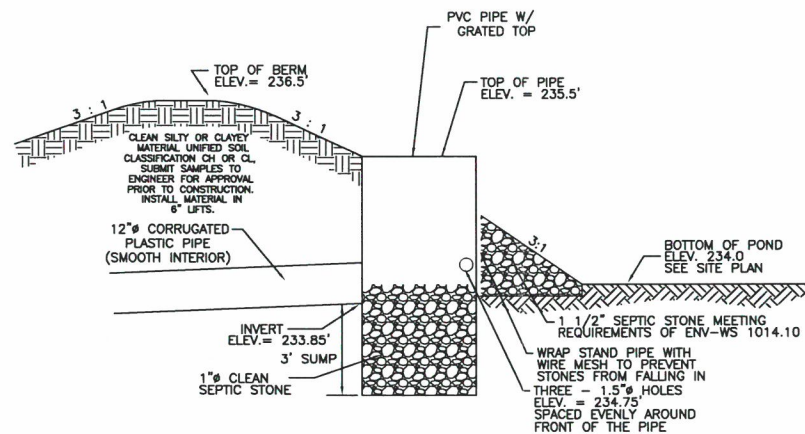 PVC PIPE W/
GRATED TOP
TOP OF BERM
ELEV.= 236.5'
TOP OF PIPE
ELEV. = 235.5'
3 : 1
3 : 1
CLEAN SILTY OR CLAYEY
MATERIAL UNIFIED SOIL
CLASSIFICATION CH OR CL,
SUBMIT SAMPLES TO
ENGINEER FOR APPROVAL
PRIOR TO CONSTRUCTION.
INSTALL MATERIAL IN
6" LIFTS.
12"ø CORRUGATED
PLASTIC PIPE
(SMOOTH INTERIOR)
3:1
BOTTOM OF POND
ELEV. 234.0
SEE SITE PLAN
INVERT
ELEV.= 233.85'
3' SUMP
1"ø CLEAN
SEPTIC STONE
1 1/2" SEPTIC STONE MEETING
REQUIREMENTS OF ENV-WS 1014.10
WRAP STAND PIPE WITH
WIRE MESH TO PREVENT
STONES FROM FALLING IN
THREE - 1.5"ø HOLES
ELEV. = 234.75'
SPACED EVENLY AROUND
FRONT OF THE PIPE